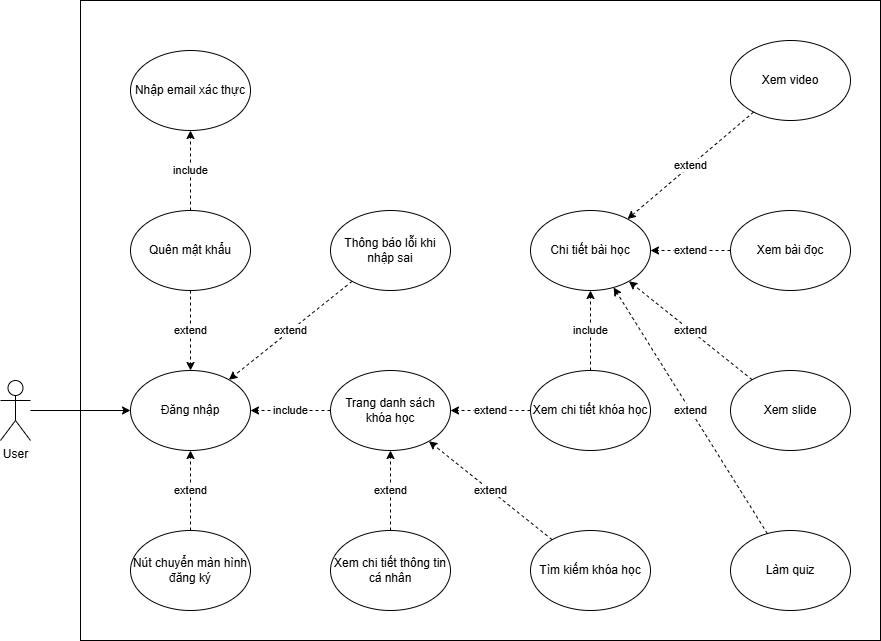 Xem video
Nhập email xác thực
extend
include
Quên mật khẩu
Thông báo lỗi khi
nhập sai
Chi tiết bài học
extend
Xem bài đọc
extend
extend
include
extend
User
Đăng nhập
include
Trang danh sách
khóa học
extend
Xem chi tiết khóa học
extend
Xem slide
extend
extend
extend
Nút chuyển màn hình
đăng ký
Xem chi tiết thông tin
cá nhân
Tìm kiếm khóa học
Làm quiz